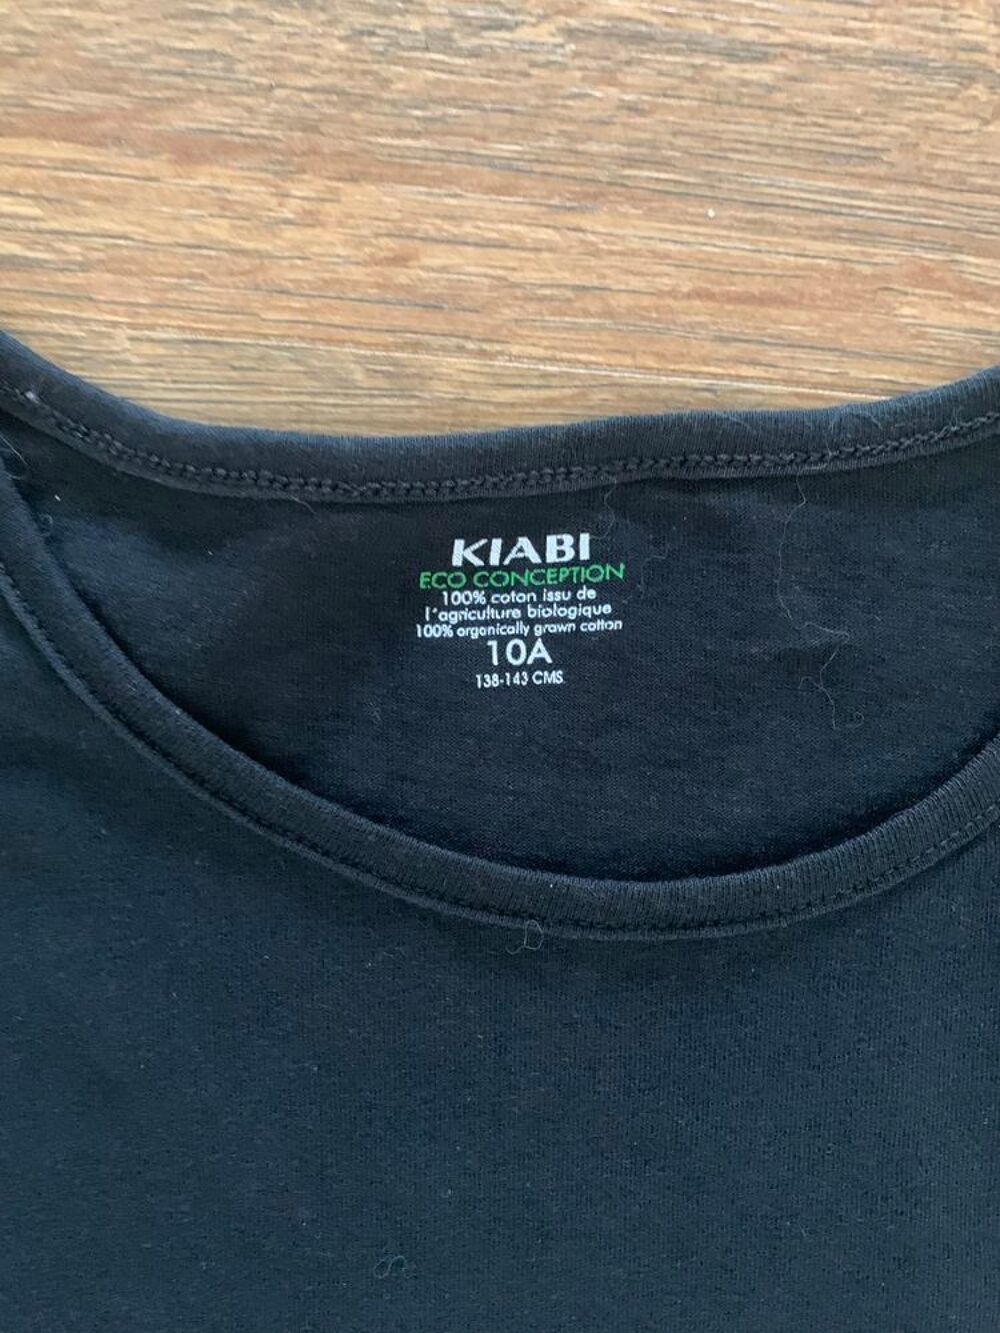 KIABI
ECO CONCEPTION
100% coton issu de
l'agriculture biologique
100% organically grown cotton
10A
138-143 CMS